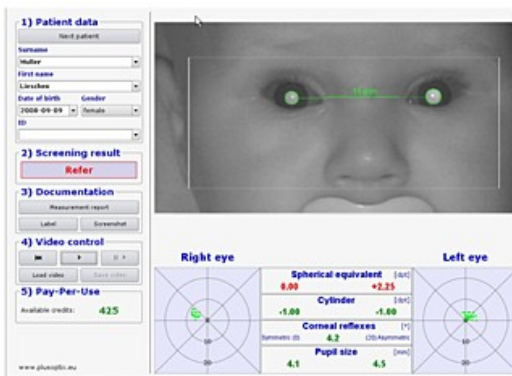 1) Patient data
Next patient
Surname
Muller
First name
Lieschen
Date of birth Gender
2008-09-09 female
ID
2) Screening result
Refer
3) Documentation
Measurement report
Label Screenshot
4) Video control
Load video Save video
5) Pay-Per-Use
Available credits: 425
www.plusoptix.eu
Right eye
Left eye
Spherical equivalent [dpt]
0.00 +2.25
Cylinder [dpt]
-1.00 -1.00
Corneal reflexes [°]
Symmetric (0) 4.2 (20) Asymmetric
Pupil size [mm]
4.1 4.5